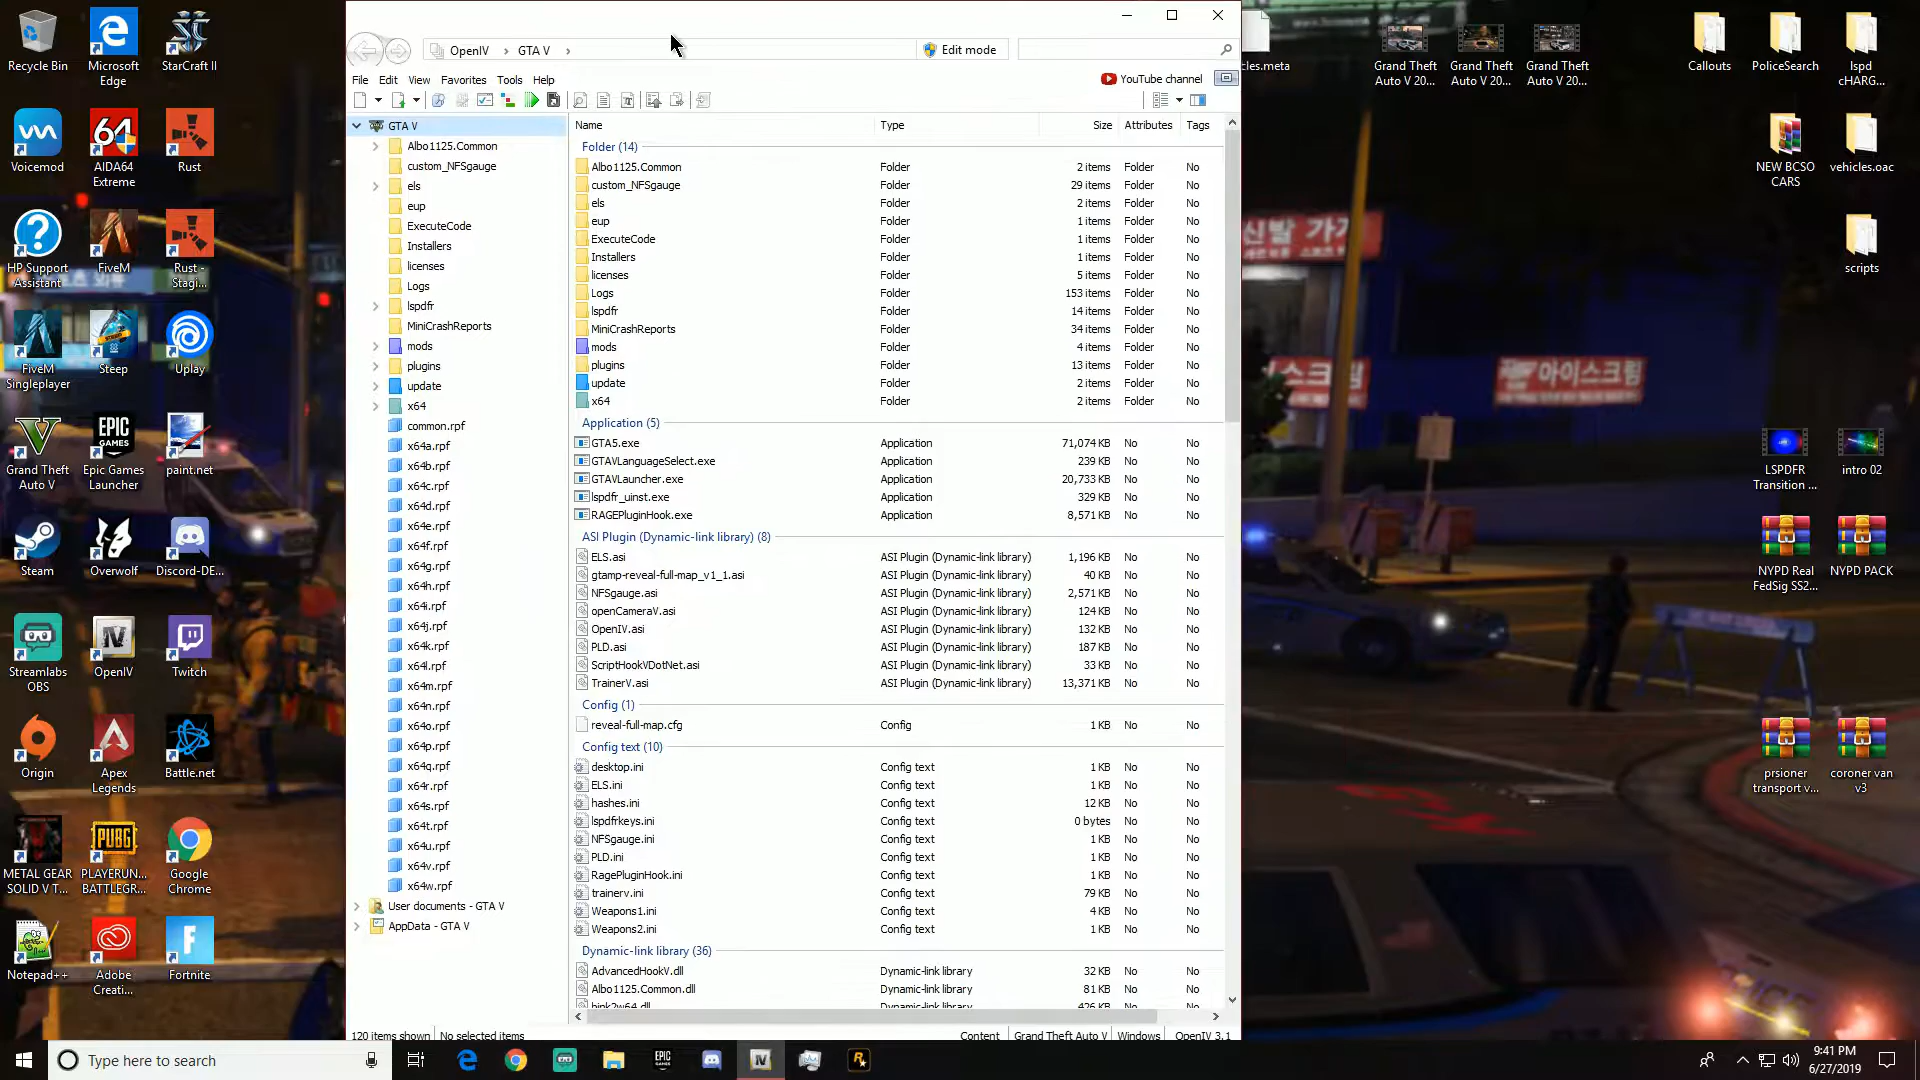 Recycle Bin
Microsoft
Edge
StarCraft II
Voicemod
AIDA64
Extreme
Rust
HP Support
Assistant
FiveM
Rust -
Stagi...
FiveM
Singleplayer
Steep
Uplay
Grand Theft
Auto V
Epic Games
Launcher
paint.net
Steam
Overwolf
Discord-DE...
Streamlabs
OBS
OpenIV
Twitch
Origin
Apex
Legends
Battle.net
METAL GEAR
SOLID V T...
PLAYERUN...
BATTLEGR...
Google
Chrome
Notepad++
Adobe
Creati...
Fortnite
OpenIV > GTA V >
Edit mode
File Edit View Favorites Tools Help
YouTube channel
GTA V
Albo1125.Common
custom_NFSgauge
els
eup
ExecuteCode
Installers
licenses
Logs
lspdfr
MiniCrashReports
mods
plugins
update
x64
common.rpf
x64a.rpf
x64b.rpf
x64c.rpf
x64d.rpf
x64e.rpf
x64f.rpf
x64g.rpf
x64h.rpf
x64i.rpf
x64j.rpf
x64k.rpf
x64l.rpf
x64m.rpf
x64n.rpf
x64o.rpf
x64p.rpf
x64q.rpf
x64r.rpf
x64s.rpf
x64t.rpf
x64u.rpf
x64v.rpf
x64w.rpf
User documents - GTA V
AppData - GTA V
Name Type Size Attributes Tags
Folder (14)
Albo1125.Common Folder 2 items Folder No
custom_NFSgauge Folder 29 items Folder No
els Folder 2 items Folder No
eup Folder 1 items Folder No
ExecuteCode Folder 1 items Folder No
Installers Folder 2 items Folder No
licenses Folder 5 items Folder No
Logs Folder 153 items Folder No
lspdfr Folder 14 items Folder No
MiniCrashReports Folder 34 items Folder No
mods Folder 4 items Folder No
plugins Folder 13 items Folder No
update Folder 2 items Folder No
x64 Folder 2 items Folder No
Application (5)
GTA5.exe Application 71,074 KB No No
GTAVLanguageSelect.exe Application 239 KB No No
GTAVLauncher.exe Application 20,733 KB No No
lspdfr_uinst.exe Application 329 KB No No
RAGEPluginHook.exe Application 8,571 KB No No
ASI Plugin (Dynamic-link library) (8)
ELS.asi ASI Plugin (Dynamic-link library) 1,196 KB No No
gtamp-reveal-full-map_v1_1.asi ASI Plugin (Dynamic-link library) 40 KB No No
NFSgauge.asi ASI Plugin (Dynamic-link library) 2,571 KB No No
openCameraV.asi ASI Plugin (Dynamic-link library) 124 KB No No
OpenIV.asi ASI Plugin (Dynamic-link library) 132 KB No No
PLD.asi ASI Plugin (Dynamic-link library) 187 KB No No
ScriptHookVDotNet.asi ASI Plugin (Dynamic-link library) 33 KB No No
TrainerV.asi ASI Plugin (Dynamic-link library) 13,371 KB No No
Config (1)
reveal-full-map.cfg Config 1 KB No No
Config text (10)
desktop.ini Config text 1 KB No No
ELS.ini Config text 1 KB No No
hashes.ini Config text 12 KB No No
lspdfrkeys.ini Config text 0 bytes No No
NFSgauge.ini Config text 1 KB No No
PLD.ini Config text 1 KB No No
RagePluginHook.ini Config text 1 KB No No
trainerv.ini Config text 79 KB No No
Weapons1.ini Config text 4 KB No No
Weapons2.ini Config text 1 KB No No
Dynamic-link library (36)
AdvancedHookV.dll Dynamic-link library 32 KB No No
Albo1125.Common.dll Dynamic-link library 81 KB No No
bink2w64.dll Dynamic-link library 426 KB No No
120 items shown No selected items Content Grand Theft Auto V Windows OpenIV 3.1
cles.meta
Grand Theft
Auto V 20...
Grand Theft
Auto V 20...
Grand Theft
Auto V 20...
Callouts
PoliceSearch
lspd
cHARG...
NEW BCSO
CARS
vehicles.oac
scripts
LSPDFR
Transition ...
intro 02
NYPD Real
FedSig SS2...
NYPD PACK
prsioner
transport v...
coroner van
v3
신발 가게
아이스크림
스크림
Type here to search
9:41 PM
6/27/2019